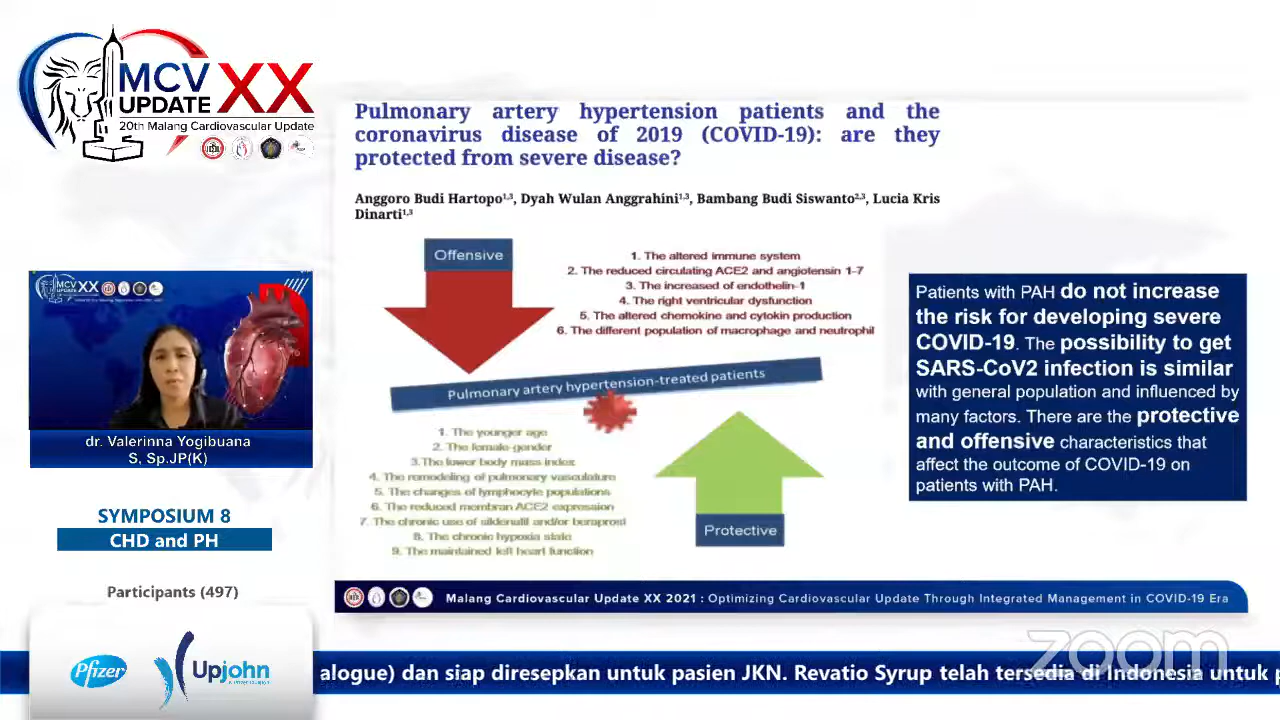 MCV
UPDATE
XX
20th Malang Cardiovascular Update
Pulmonary artery hypertension patients and the
coronavirus disease of 2019 (COVID-19): are they
protected from severe disease?
Anggoro Budi Hartopo1,3, Dyah Wulan Anggrahini1,3, Bambang Budi Siswanto2,3, Lucia Kris
Dinarti1,3
Offensive
1. The altered immune system
2. The reduced circulating ACE2 and angiotensin 1-7
3. The increased of endothelin-1
4. The right ventricular dysfunction
5. The altered chemokine and cytokin production
6. The different population of macrophage and neutrophil
Pulmonary artery hypertension-treated patients
1. The younger age
2. The female-gender
3.The lower body mass index
4. The remodeling of pulmonary vasculature
5. The changes of lymphocyte populations
6. The reduced membran ACE2 expression
7. The chronic use of sildenafil and/or beraprost
8. The chronic hypoxia state
9. The maintained left heart function
Protective
Patients with PAH do not increase
the risk for developing severe
COVID-19. The possibility to get
SARS-CoV2 infection is similar
with general population and influenced by
many factors. There are the protective
and offensive characteristics that
affect the outcome of COVID-19 on
patients with PAH.
MCV XX
dr. Valerinna Yogibuana
S, Sp.JP(K)
SYMPOSIUM 8
CHD and PH
Participants (497)
Malang Cardiovascular Update XX 2021 : Optimizing Cardiovascular Update Through Integrated Management in COVID-19 Era
zoom
Pfizer
Upjohn
alogue) dan siap diresepkan untuk pasien JKN. Revatio Syrup telah tersedia di Indonesia untuk p